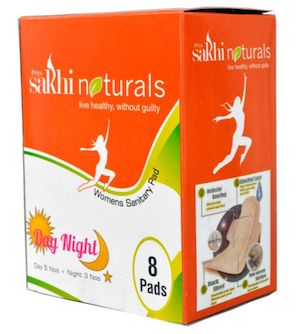 Priya
sakhi naturals
live healthy, without guilty
Womens Sanitary Pad
Day Night
Day 5 Nos + Night 3 Nos
8
Pads
Priya
sakhi naturals
live healthy, without guilty